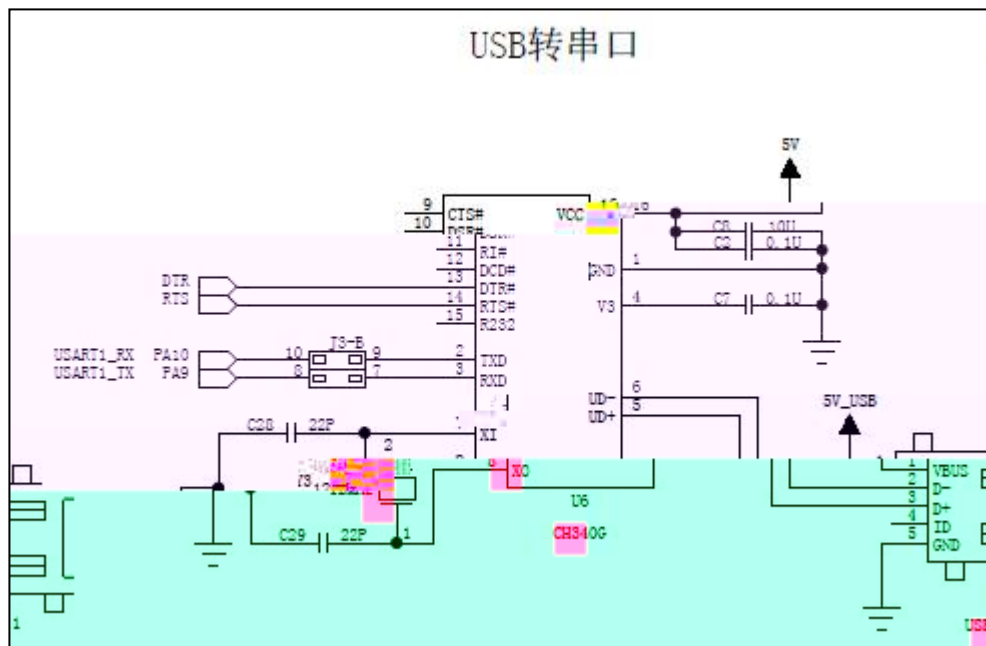 USB转串口
5V
9 CTS# VCC
10
11 RI# C8 10U
12 DCD# C2 0.1U
DTR 13 DTR# GND 1
RTS 14 RTS# V3 4 C7 0.1U
15 R232
J3-B
USART1_RX PA10 10 9 2 TXD
USART1_TX PA9 8 7 3 RXD
UD- 6
UD+ 5 5V_USB
C28 22P XI
2
XO 1 VBUS
2 D-
U6 3 D+
4 ID
C29 22P 1 CH340G 5 GND
1